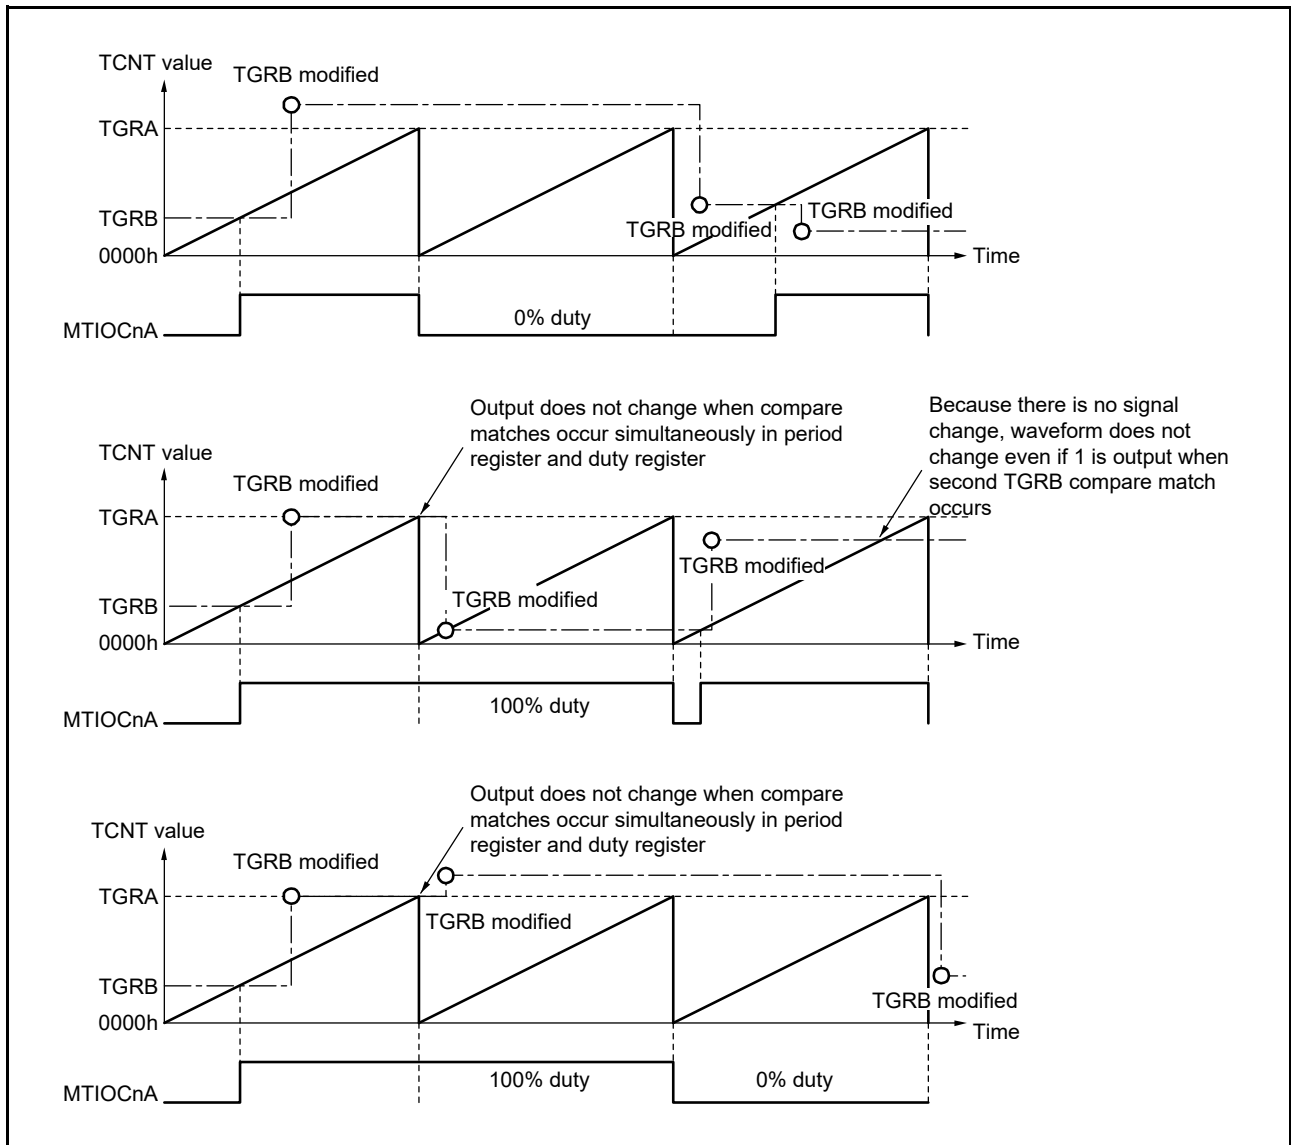 TCNT value
TGRB modified
TGRA
TGRB
TGRB modified
TGRB modified
0000h
Time
0% duty
MTIOCnA
Output does not change when compare
matches occur simultaneously in period
register and duty register
Because there is no signal
change, waveform does not
change even if 1 is output when
second TGRB compare match
occurs
TCNT value
TGRB modified
TGRA
TGRB modified
TGRB modified
TGRB
0000h
Time
100% duty
MTIOCnA
Output does not change when compare
matches occur simultaneously in period
register and duty register
TCNT value
TGRB modified
TGRA
TGRB modified
TGRB
TGRB modified
0000h
Time
100% duty
0% duty
MTIOCnA